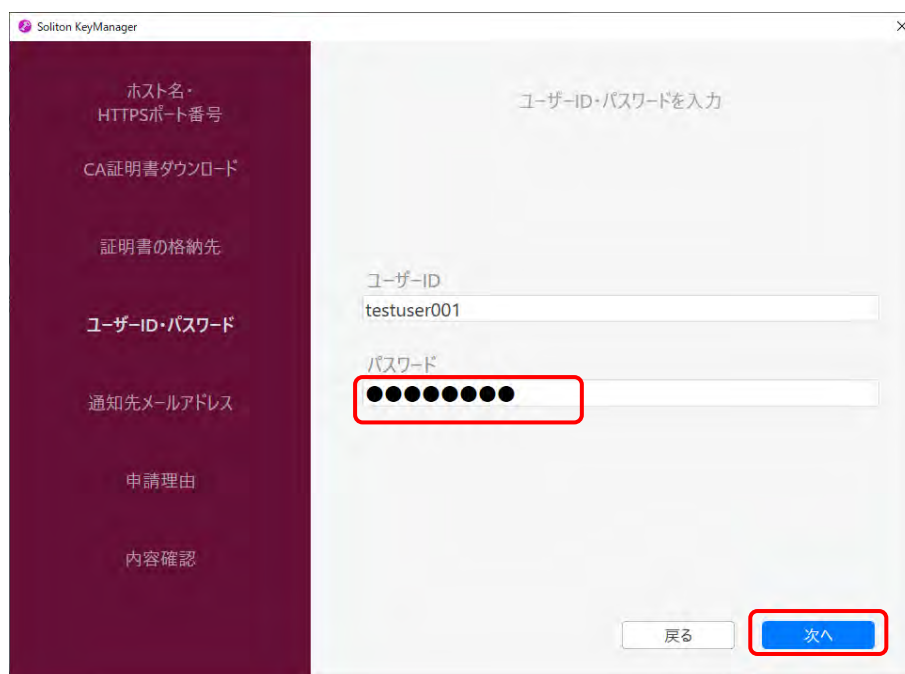 Soliton KeyManager
ホスト名・
HTTPSポート番号
CA証明書ダウンロード
証明書の格納先
ユーザーID・パスワード
通知先メールアドレス
申請理由
内容確認
ユーザーID・パスワードを入力
ユーザーID
testuser001
パスワード
●●●●●●●●
戻る
次へ